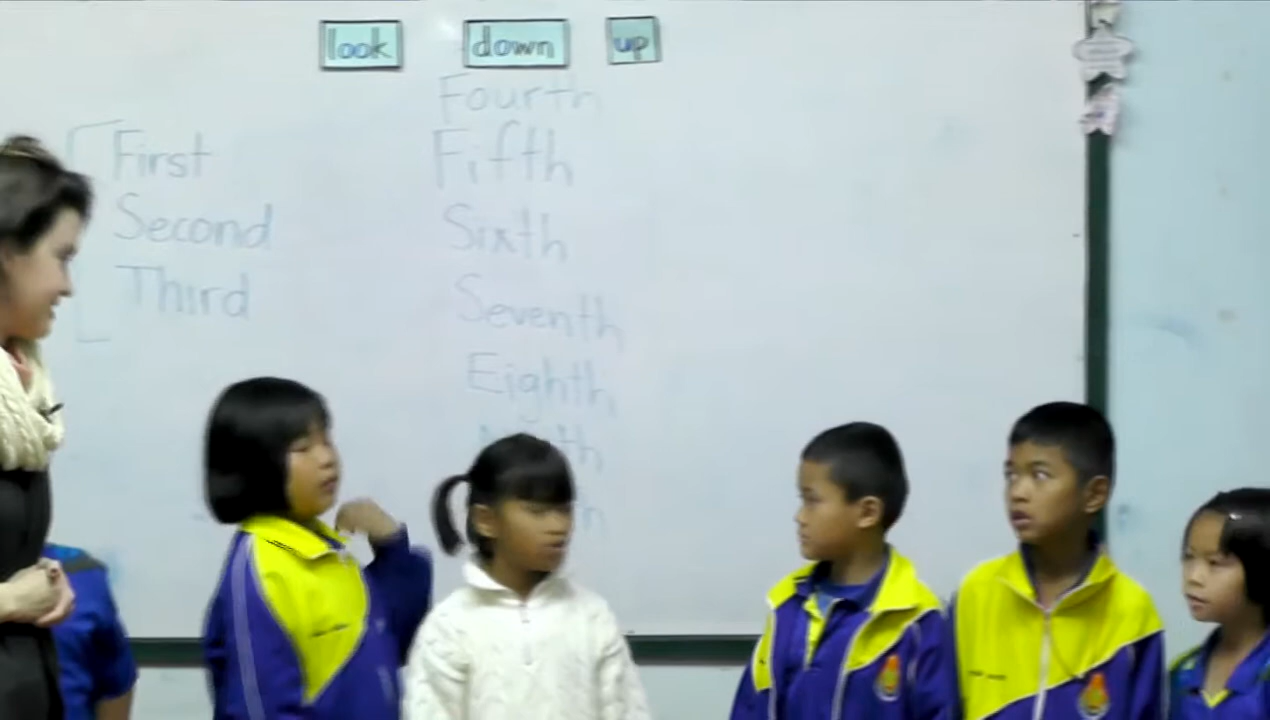 look down up
First
Second
Third
Fourth
Fifth
Sixth
Seventh
Eighth